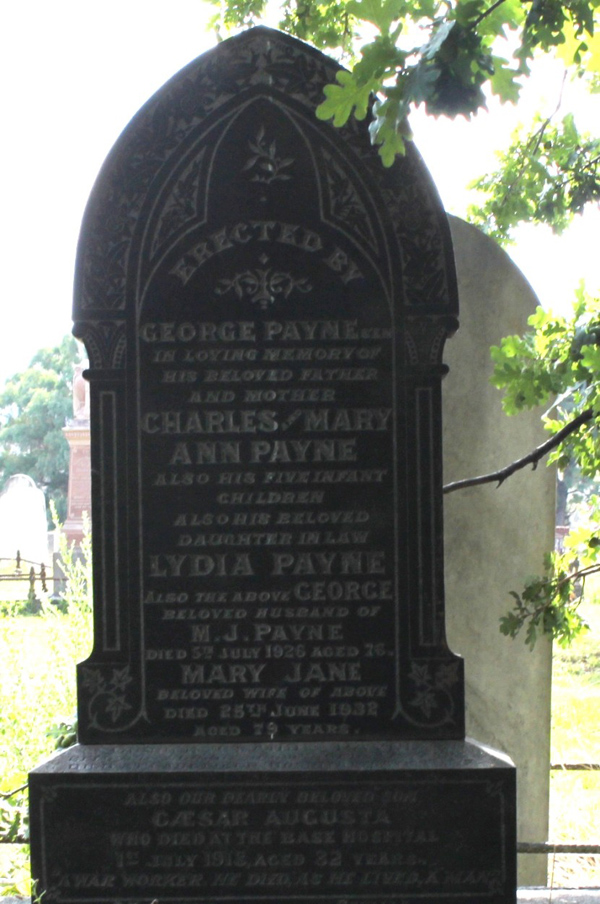 ERECTED BY
GEORGE PAYNE SEN
IN LOVING MEMORY OF
HIS BELOVED FATHER
AND MOTHER
CHARLES AND MARY
ANN PAYNE
ALSO HIS FIVE INFANT
CHILDREN
ALSO HIS BELOVED
DAUGHTER IN LAW
LYDIA PAYNE
ALSO THE ABOVE GEORGE
BELOVED HUSBAND OF
M. J. PAYNE
DIED 5TH JULY 1926 AGED 76.
MARY JANE
BELOVED WIFE OF ABOVE
DIED 25TH JUNE 1932
AGED 79 YEARS.
ALSO OUR DEARLY BELOVED SON
CÆSAR AUGUSTA
WHO DIED AT THE BASE HOSPITAL
1ST JULY 1918, AGED 32 YEARS.
A WAR WORKER. HE DIED, AS HE LIVED, A MAN.